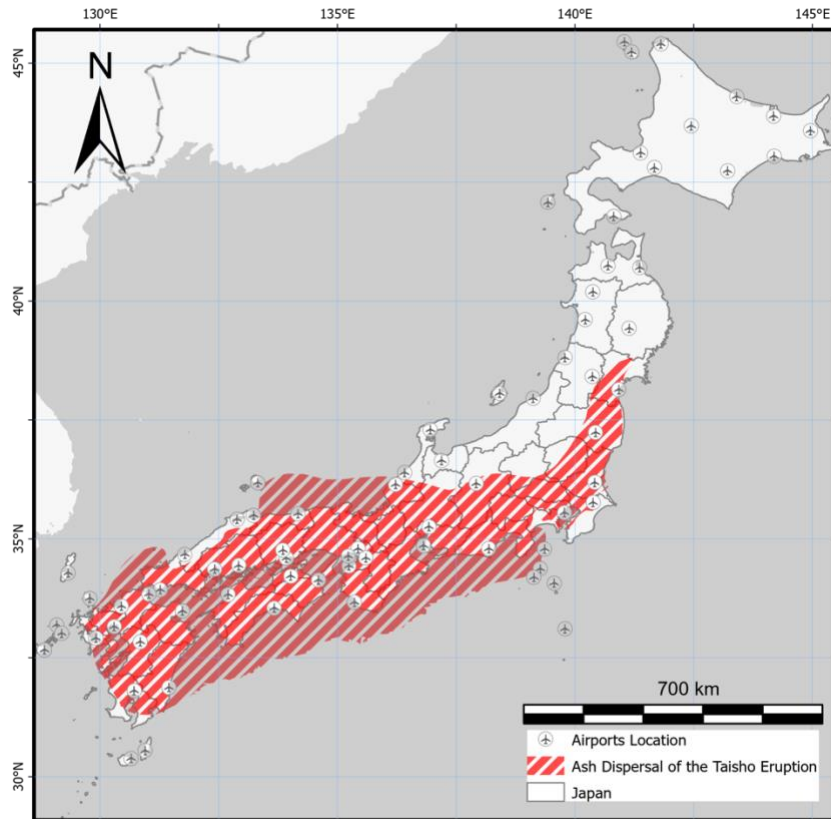 130°E 135°E 140°E 145°E
45°N
N
40°N
35°N
30°N
700 km
Airports Location
Ash Dispersal of the Taisho Eruption
Japan